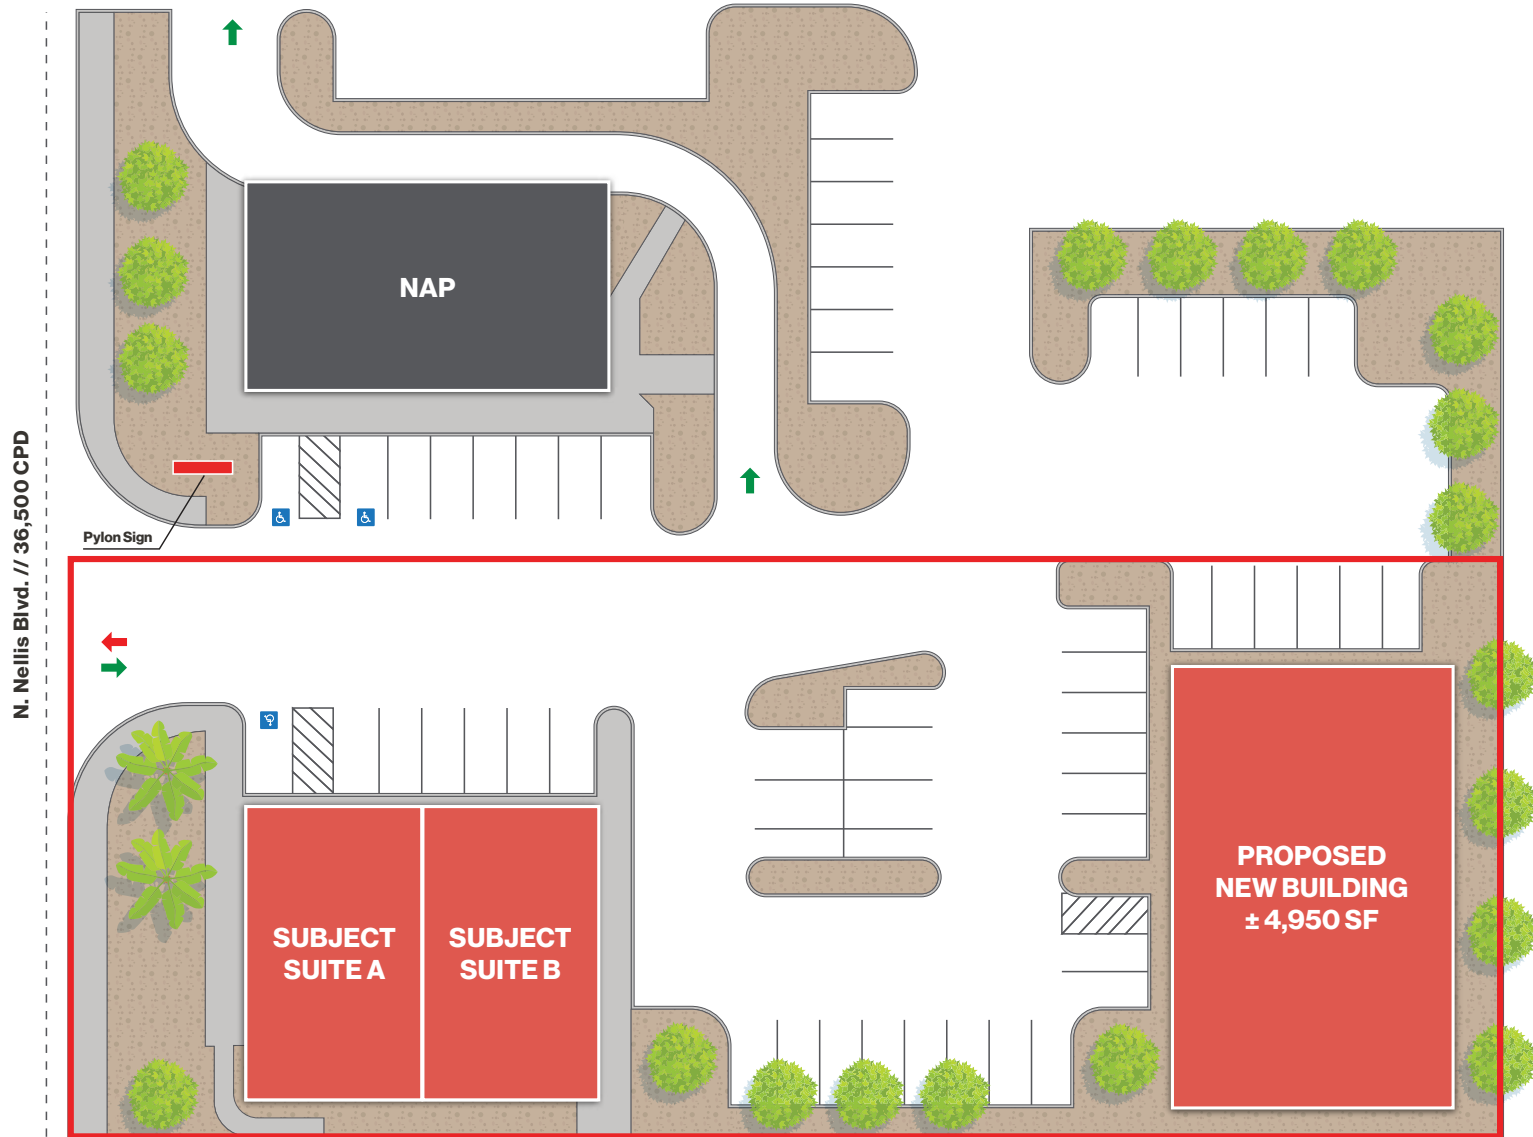 NAP
N. Nellis Blvd. // 36,500 CPD
Pylon Sign
SUBJECT
SUITE A
SUBJECT
SUITE B
PROPOSED
NEW BUILDING
± 4,950 SF